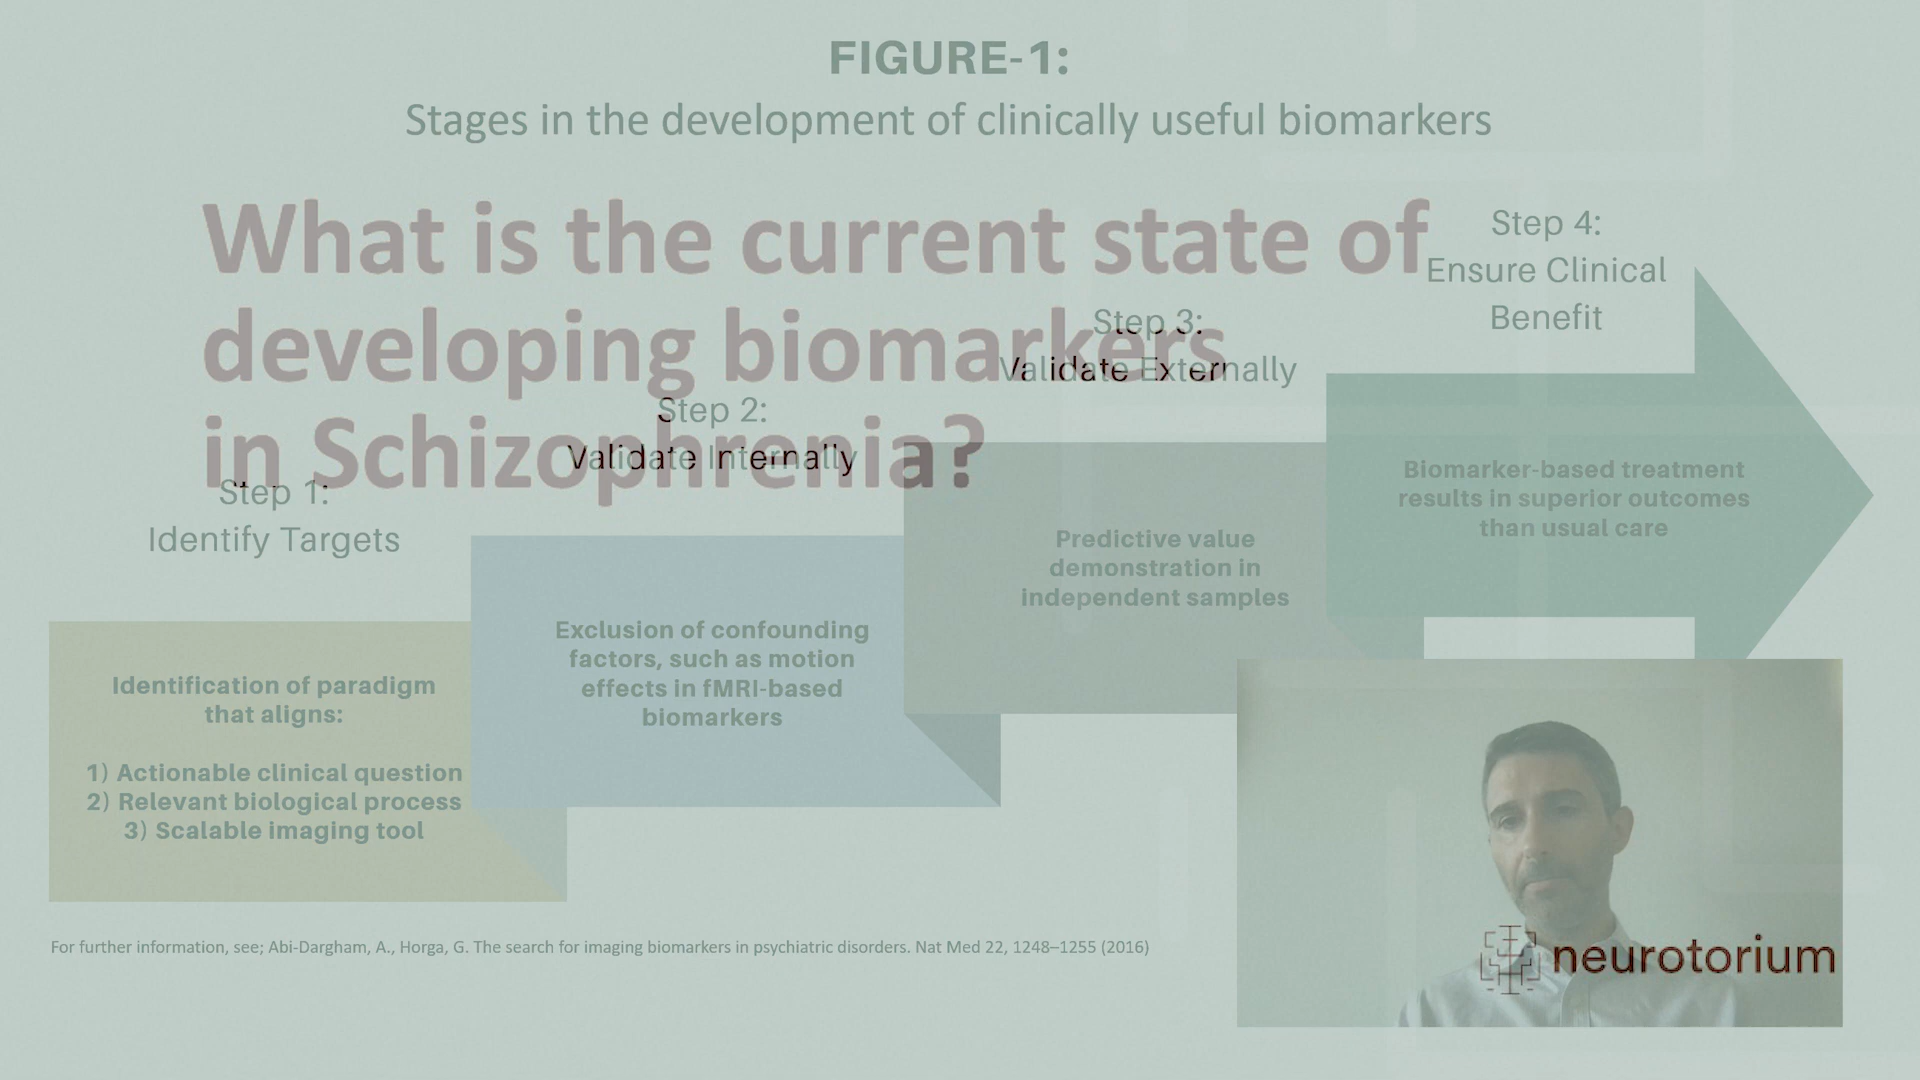 FIGURE-1:
Stages in the development of clinically useful biomarkers
What is the current state of
developing biomarkers
in Schizophrenia?
Step 1:
Identify Targets
Identification of paradigm
that aligns:
1) Actionable clinical question
2) Relevant biological process
3) Scalable imaging tool
Step 2:
Validate Internally
Exclusion of confounding
factors, such as motion
effects in fMRI-based
biomarkers
Step 3:
Validate Externally
Predictive value
demonstration in
independent samples
Step 4:
Ensure Clinical
Benefit
Biomarker-based treatment
results in superior outcomes
than usual care
For further information, see; Abi-Dargham, A., Horga, G. The search for imaging biomarkers in psychiatric disorders. Nat Med 22, 1248–1255 (2016)
neurotorium